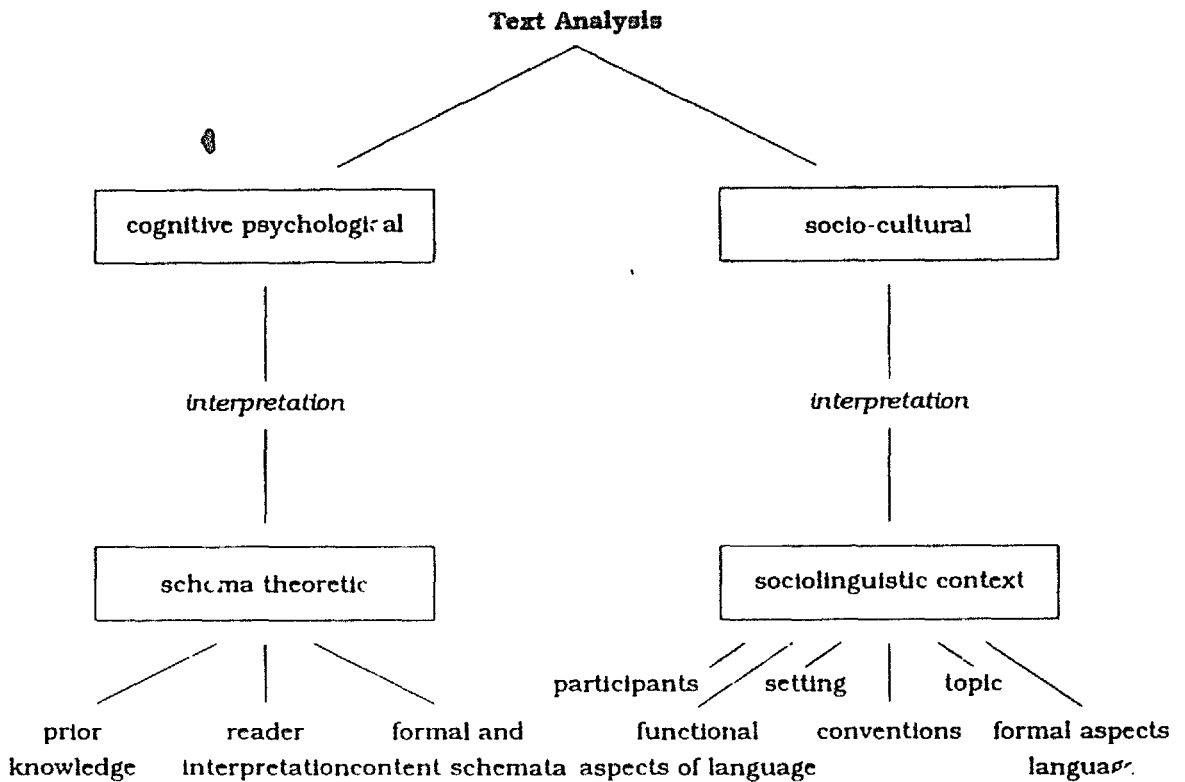 Text Analysis
cognitive psychological
socio-cultural
interpretation
interpretation
schema theoretic
sociolinguistic context
participants setting topic
prior reader formal and functional conventions formal aspects
knowledge interpretation content schemata aspects of language language